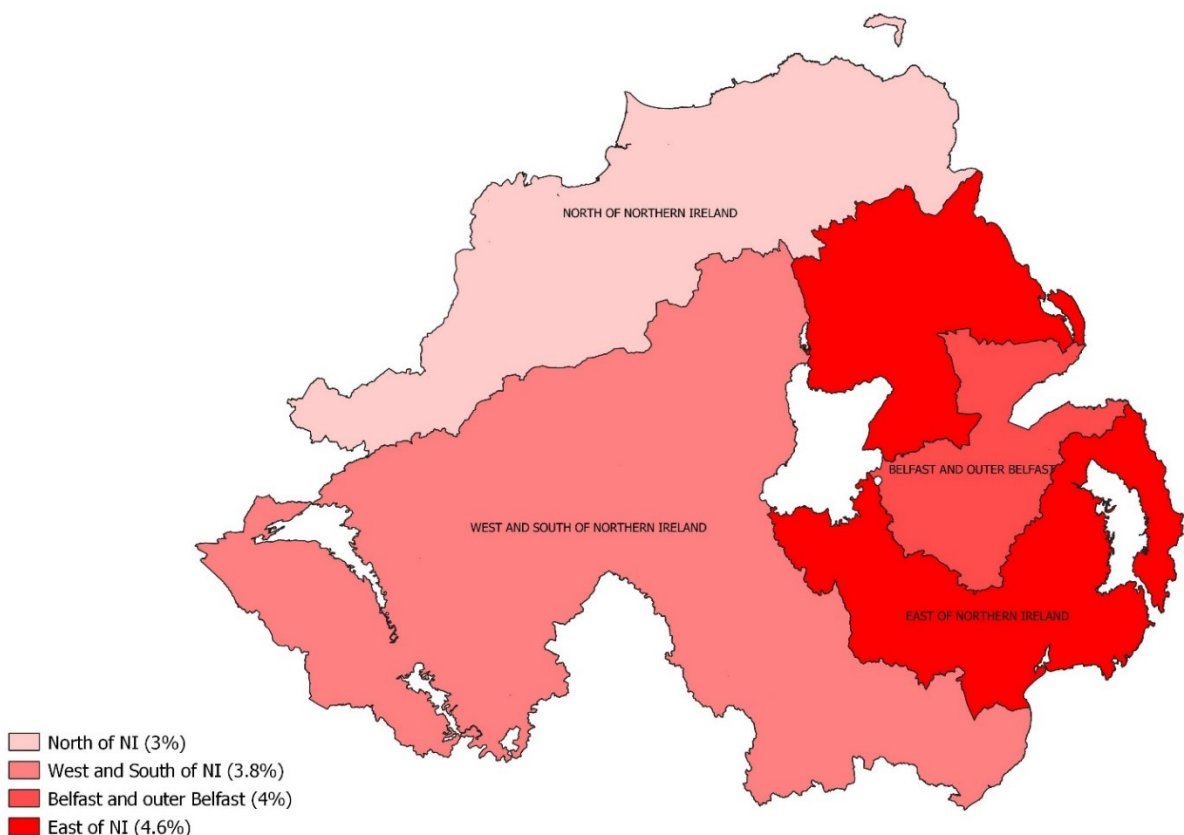 NORTH OF NORTHERN IRELAND
BELFAST AND OUTER BELFAST
WEST AND SOUTH OF NORTHERN IRELAND
EAST OF NORTHERN IRELAND
North of NI (3%)
West and South of NI (3.8%)
Belfast and outer Belfast (4%)
East of NI (4.6%)